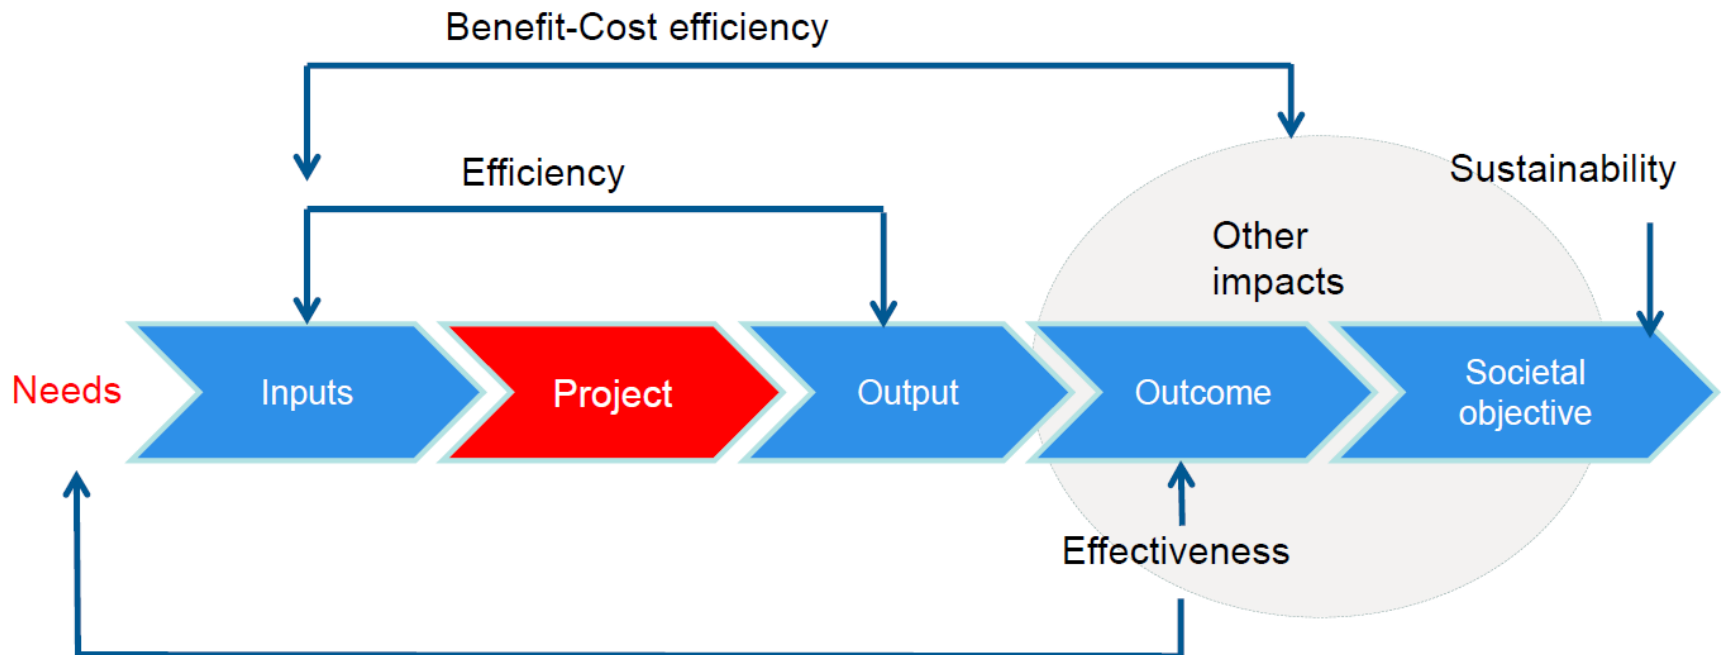 Benefit-Cost efficiency
Efficiency
Sustainability
Other
impacts
Needs
Inputs
Project
Output
Outcome
Societal
objective
Effectiveness